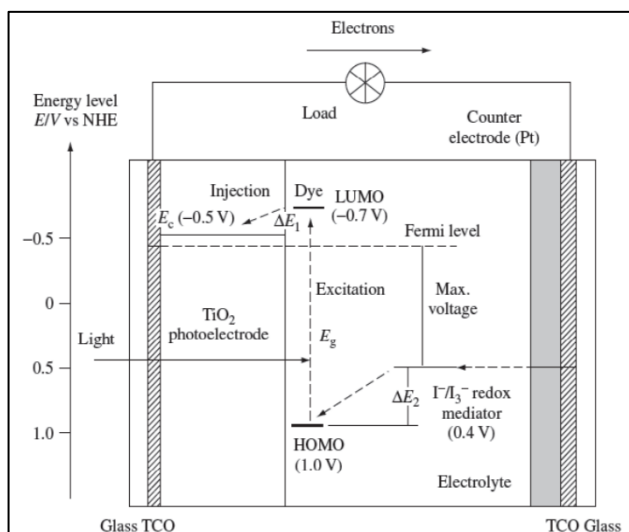 Electrons
Energy level
E/V vs NHE
Load
Counter
electrode (Pt)
Injection
Dye
LUMO
(−0.7 V)
E_c (−0.5 V)
ΔE_1
Fermi level
−0.5
0
0.5
1.0
Excitation
Max.
voltage
TiO_2
photoelectrode
Light
E_g
I⁻/I_3⁻ redox
mediator
(0.4 V)
ΔE_2
HOMO
(1.0 V)
Electrolyte
Glass TCO
TCO Glass